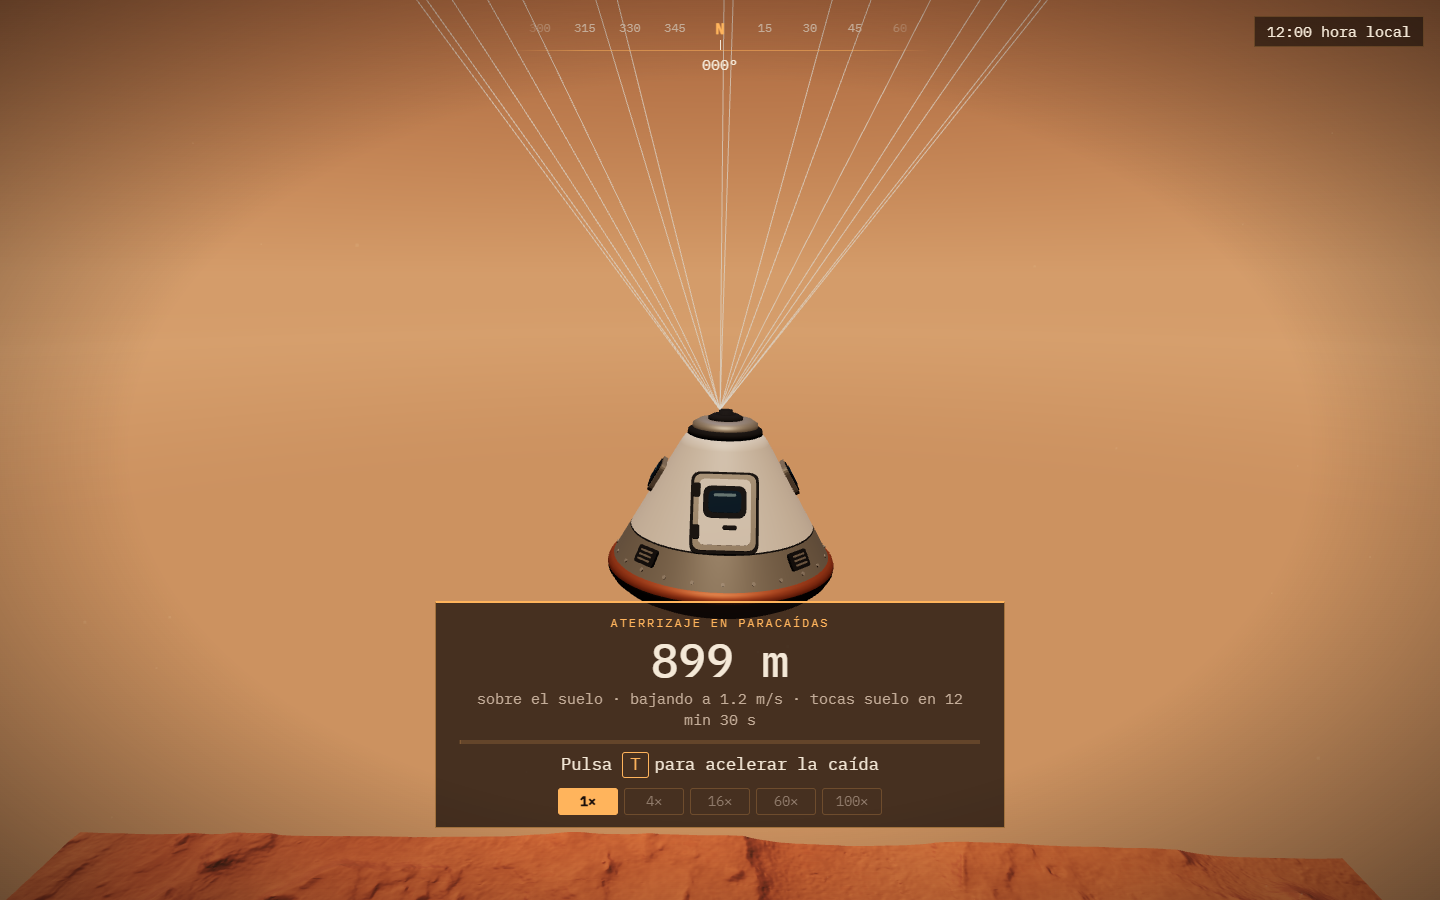 300 315 330 345 N 15 30 45 60
12:00 hora local
000°
ATERRIZAJE EN PARACAÍDAS
899 m
sobre el suelo · bajando a 1.2 m/s · tocas suelo en 12
min 30 s
Pulsa T para acelerar la caída
1× 4× 16× 60× 100×